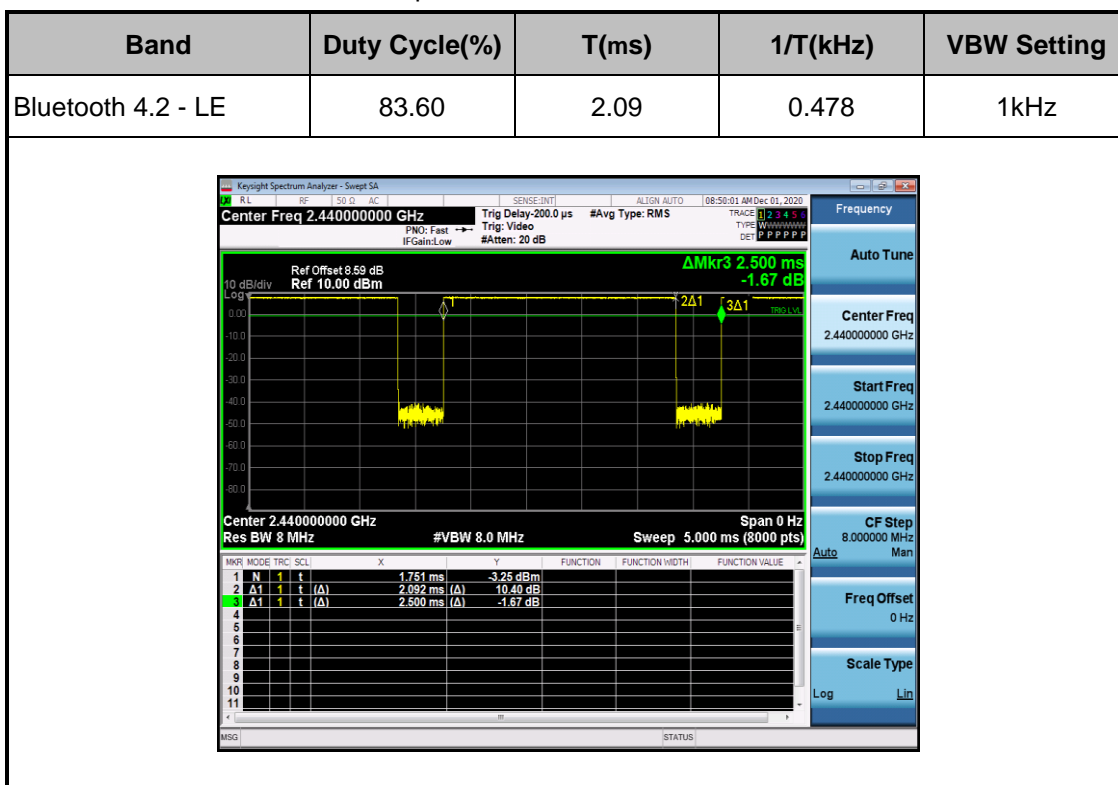 Band Duty Cycle(%) T(ms) 1/T(kHz) VBW Setting
Bluetooth 4.2 - LE 83.60 2.09 0.478 1kHz
Keysight Spectrum Analyzer - Swept SA
RL RF 50 Ω AC SENSE:INT ALIGN AUTO 08:50:01 AM Dec 01, 2020
Center Freq 2.440000000 GHz Trig Delay-200.0 µs #Avg Type: RMS TRACE 1 2 3 4 5 6 Frequency
PNO: Fast Trig: Video TYPE WWWWWW
IFGain:Low #Atten: 20 dB DET P P P P P P
Auto Tune
ΔMkr3 2.500 ms
Ref Offset 8.59 dB
10 dB/div Ref 10.00 dBm -1.67 dB
Log
1 2Δ1 3Δ1
0.00 TRIG LVL
Center Freq
2.440000000 GHz
-10.0
-20.0
-30.0
Start Freq
2.440000000 GHz
-40.0
-50.0
-60.0
Stop Freq
2.440000000 GHz
-70.0
-80.0
Center 2.440000000 GHz Span 0 Hz
Res BW 8 MHz #VBW 8.0 MHz Sweep 5.000 ms (8000 pts)
CF Step
8.000000 MHz
Auto Man
MKR MODE TRC SCL X Y FUNCTION FUNCTION WIDTH FUNCTION VALUE
1 N 1 t 1.751 ms -3.25 dBm
2 Δ1 1 t (Δ) 2.092 ms (Δ) 10.40 dB
3 Δ1 1 t (Δ) 2.500 ms (Δ) -1.67 dB
4
5
6
7
8
9
10
11
Freq Offset
0 Hz
Scale Type
Log Lin
MSG STATUS